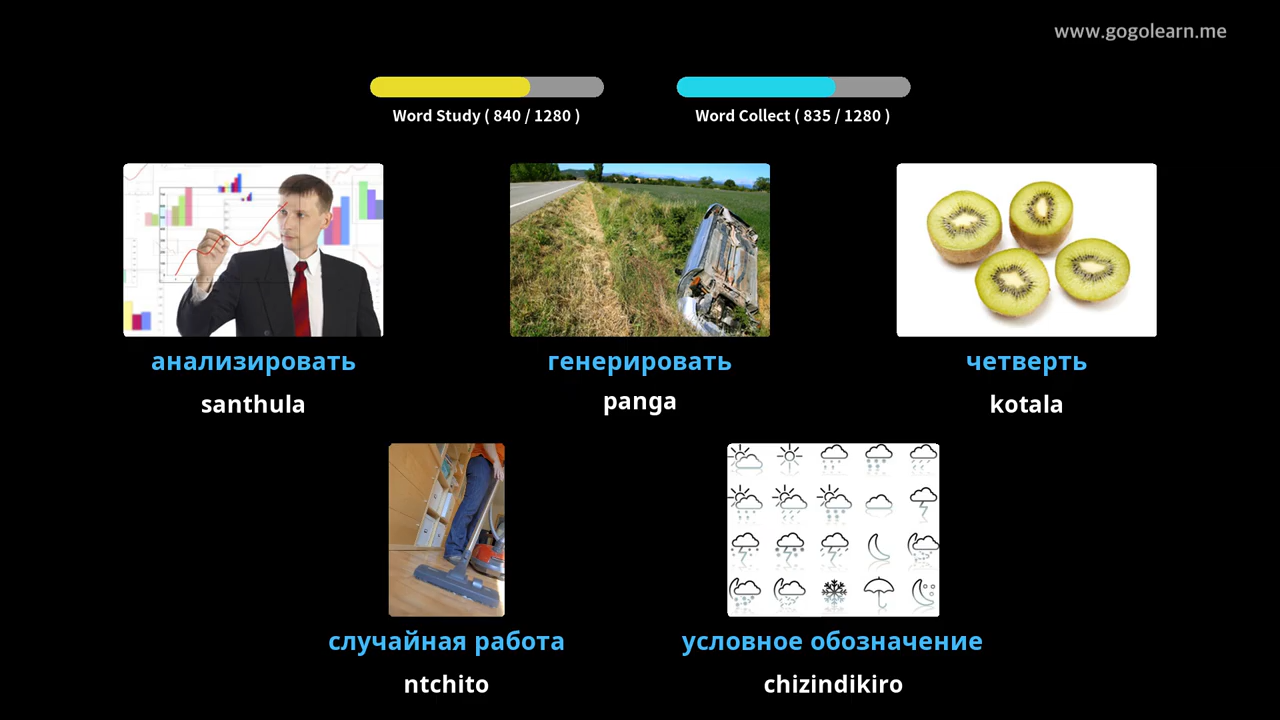 www.gogolearn.me
Word Study ( 840 / 1280 )
Word Collect ( 835 / 1280 )
анализировать
santhula
генерировать
panga
четверть
kotala
случайная работа
ntchito
условное обозначение
chizindikiro